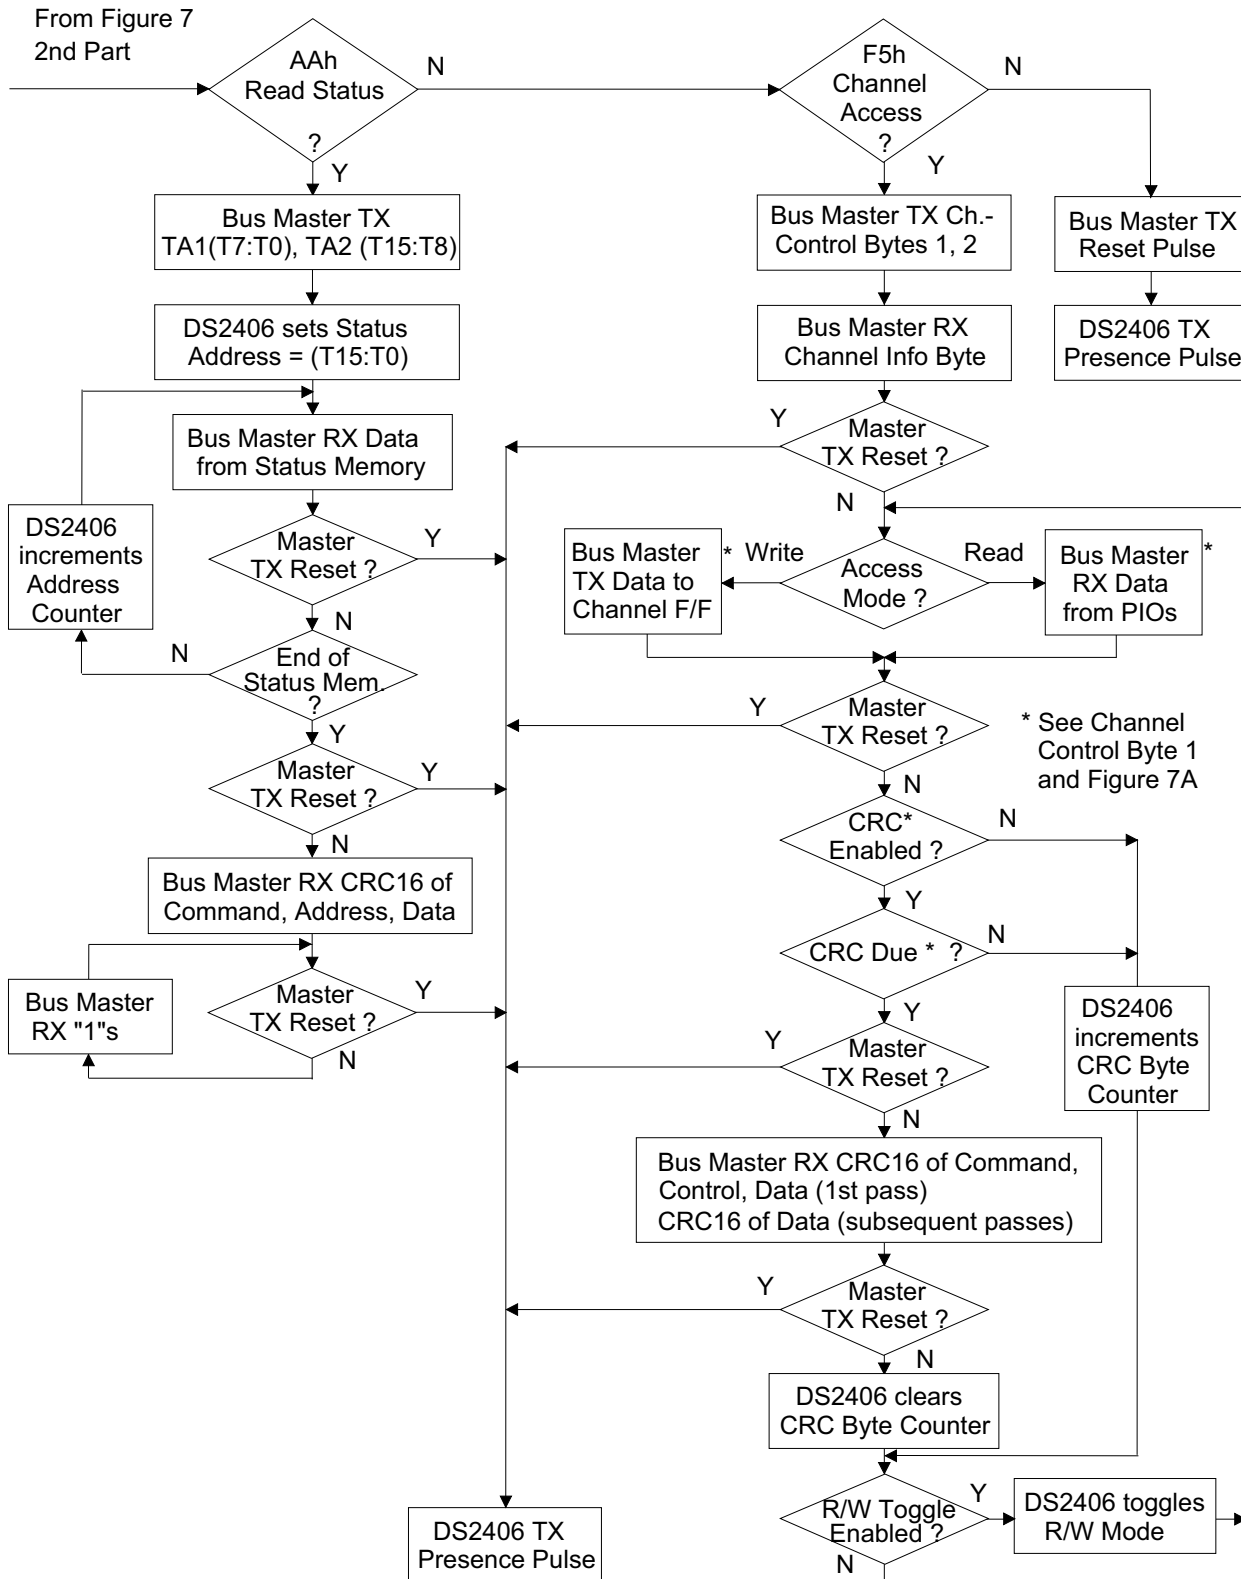 From Figure 7
2nd Part
AAh
Read Status
?
N
Y
Bus Master TX
TA1(T7:T0), TA2 (T15:T8)
DS2406 sets Status
Address = (T15:T0)
Bus Master RX Data
from Status Memory
DS2406
increments
Address
Counter
Master
TX Reset ?
Y
N
End of
Status Mem.
?
N
Y
Master
TX Reset ?
Y
N
Bus Master RX CRC16 of
Command, Address, Data
Bus Master
RX "1"s
Master
TX Reset ?
Y
N
F5h
Channel
Access
?
N
Y
Bus Master TX Ch.-
Control Bytes 1, 2
Bus Master TX
Reset Pulse
Bus Master RX
Channel Info Byte
DS2406 TX
Presence Pulse
Y
Master
TX Reset ?
N
Bus Master
TX Data to
Channel F/F
* Write
Access
Mode ?
Read
Bus Master
RX Data
from PIOs
*
Y
Master
TX Reset ?
N
* See Channel
Control Byte 1
and Figure 7A
CRC*
Enabled ?
N
Y
CRC Due * ?
N
Y
DS2406
increments
CRC Byte
Counter
Y
Master
TX Reset ?
N
Bus Master RX CRC16 of Command,
Control, Data (1st pass)
CRC16 of Data (subsequent passes)
Y
Master
TX Reset ?
N
DS2406 clears
CRC Byte Counter
R/W Toggle
Enabled ?
Y
N
DS2406 toggles
R/W Mode
DS2406 TX
Presence Pulse